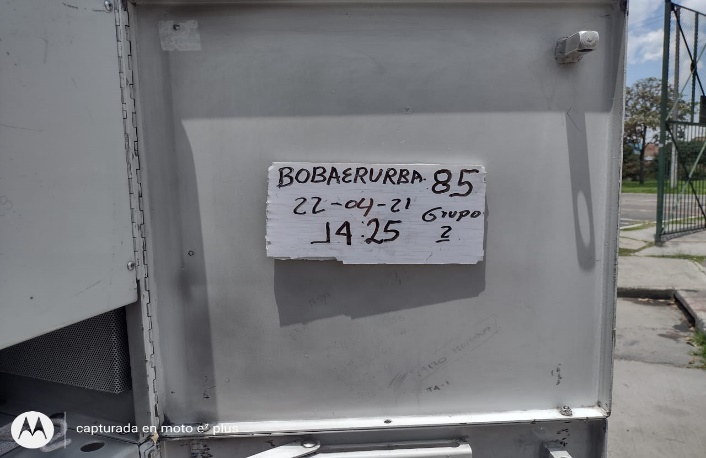 BOBAERURBA 85
22-04-21 Grupo
14:25 2
capturada en moto e⁷ plus